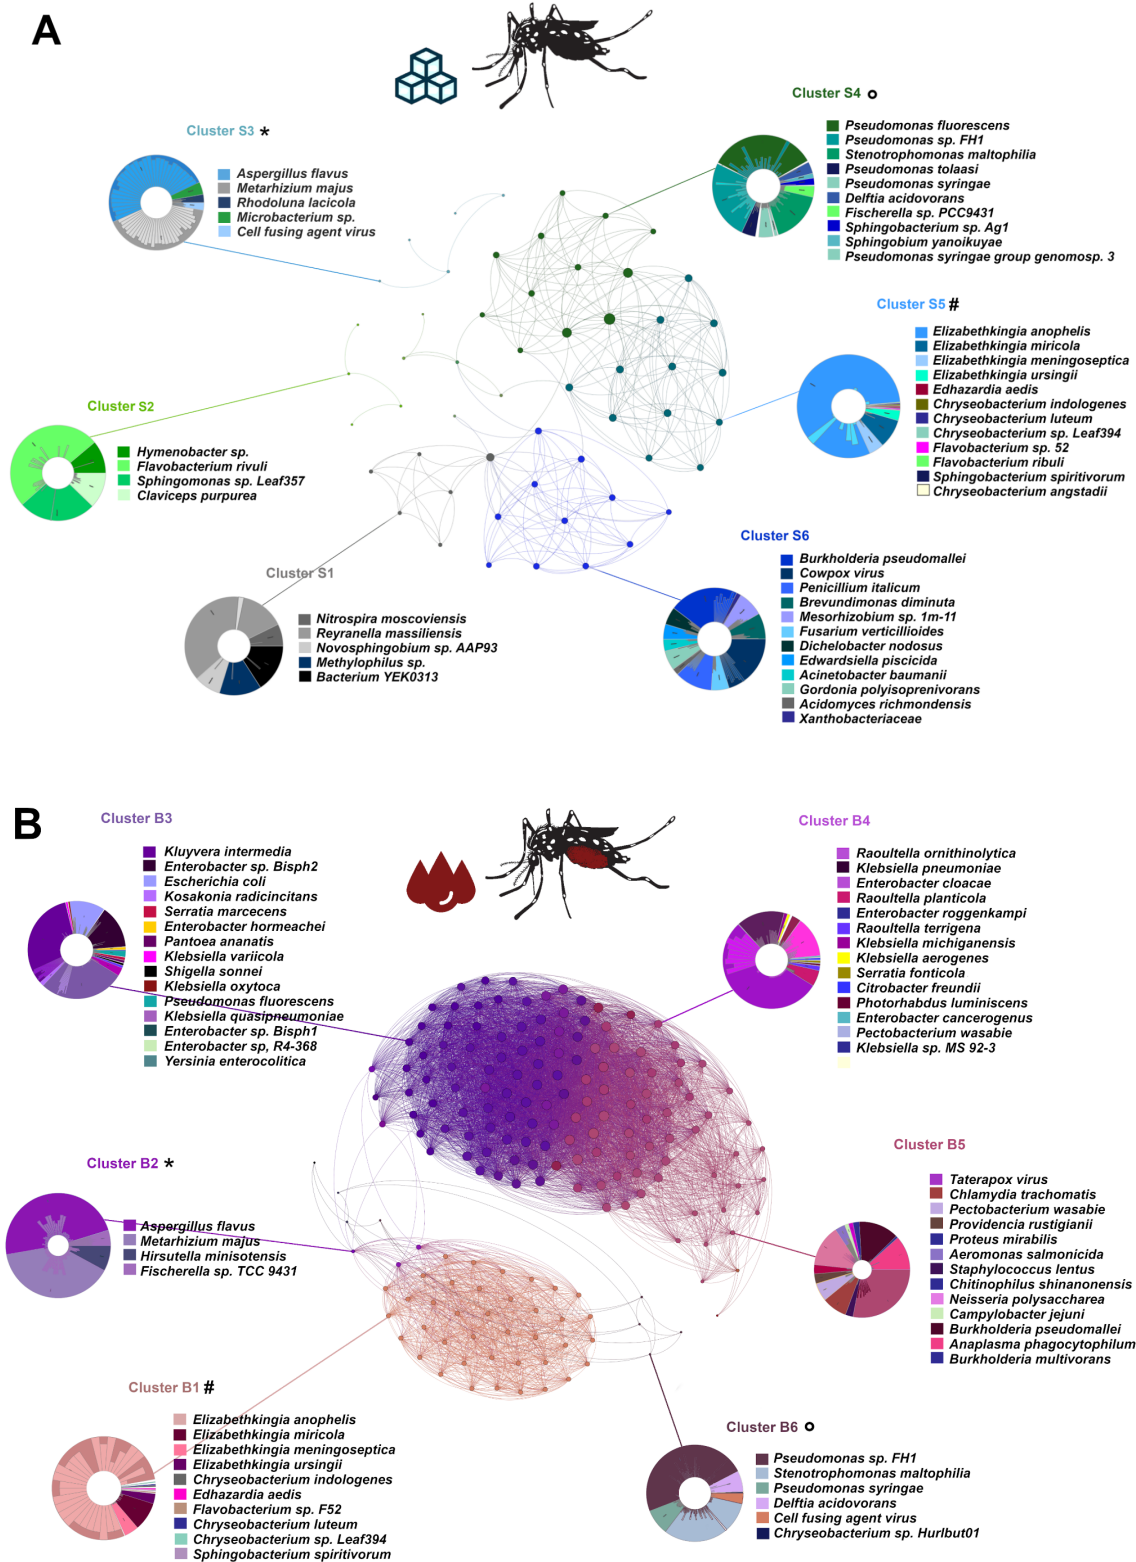 A
Cluster S3 *
Aspergillus flavus
Metarhizium majus
Rhodoluna lacicola
Microbacterium sp.
Cell fusing agent virus
Cluster S4
Pseudomonas fluorescens
Pseudomonas sp. FH1
Stenotrophomonas maltophilia
Pseudomonas tolaasi
Pseudomonas syringae
Delftia acidovorans
Fischerella sp. PCC9431
Sphingobacterium sp. Ag1
Sphingobium yanoikuyae
Pseudomonas syringae group genomosp. 3
Cluster S5 #
Elizabethkingia anophelis
Elizabethkingia miricola
Elizabethkingia meningoseptica
Elizabethkingia ursingii
Edhazardia aedis
Chryseobacterium indologenes
Chryseobacterium luteum
Chryseobacterium sp. Leaf394
Flavobacterium sp. 52
Flavobacterium ribuli
Sphingobacterium spiritivorum
Chryseobacterium angstadii
Cluster S2
Hymenobacter sp.
Flavobacterium rivuli
Sphingomonas sp. Leaf357
Claviceps purpurea
Cluster S1
Nitrospira moscoviensis
Reyranella massiliensis
Novosphingobium sp. AAP93
Methylophilus sp.
Bacterium YEK0313
Cluster S6
Burkholderia pseudomallei
Cowpox virus
Penicillium italicum
Brevundimonas diminuta
Mesorhizobium sp. 1m-11
Fusarium verticillioides
Dichelobacter nodosus
Edwardsiella piscicida
Acinetobacter baumanii
Gordonia polyisoprenivorans
Acidomyces richmondensis
Xanthobacteriaceae
B
Cluster B3
Kluyvera intermedia
Enterobacter sp. Bisph2
Escherichia coli
Kosakonia radicincitans
Serratia marcecens
Enterobacter hormeachei
Pantoea ananatis
Klebsiella variicola
Shigella sonnei
Klebsiella oxytoca
Pseudomonas fluorescens
Klebsiella quasipneumoniae
Enterobacter sp. Bisph1
Enterobacter sp, R4-368
Yersinia enterocolitica
Cluster B4
Raoultella ornithinolytica
Klebsiella pneumoniae
Enterobacter cloacae
Raoultella planticola
Enterobacter roggenkampi
Raoultella terrigena
Klebsiella michiganensis
Klebsiella aerogenes
Serratia fonticola
Citrobacter freundii
Photorhabdus luminiscens
Enterobacter cancerogenus
Pectobacterium wasabie
Klebsiella sp. MS 92-3
Cluster B2 *
Aspergillus flavus
Metarhizium majus
Hirsutella minisotensis
Fischerella sp. TCC 9431
Cluster B5
Taterapox virus
Chlamydia trachomatis
Pectobacterium wasabie
Providencia rustigianii
Proteus mirabilis
Aeromonas salmonicida
Staphylococcus lentus
Chitinophilus shinanonensis
Neisseria polysaccharea
Campylobacter jejuni
Burkholderia pseudomallei
Anaplasma phagocytophilum
Burkholderia multivorans
Cluster B1 #
Elizabethkingia anophelis
Elizabethkingia miricola
Elizabethkingia meningoseptica
Elizabethkingia ursingii
Chryseobacterium indologenes
Edhazardia aedis
Flavobacterium sp. F52
Chryseobacterium luteum
Chryseobacterium sp. Leaf394
Sphingobacterium spiritivorum
Cluster B6
Pseudomonas sp. FH1
Stenotrophomonas maltophilia
Pseudomonas syringae
Delftia acidovorans
Cell fusing agent virus
Chryseobacterium sp. Hurlbut01